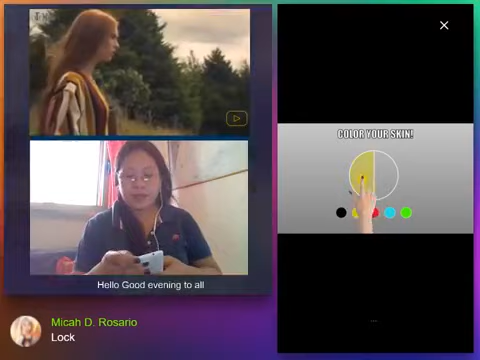 Hello Good evening to all
Micah D. Rosario
Lock
COLOR YOUR SKIN!